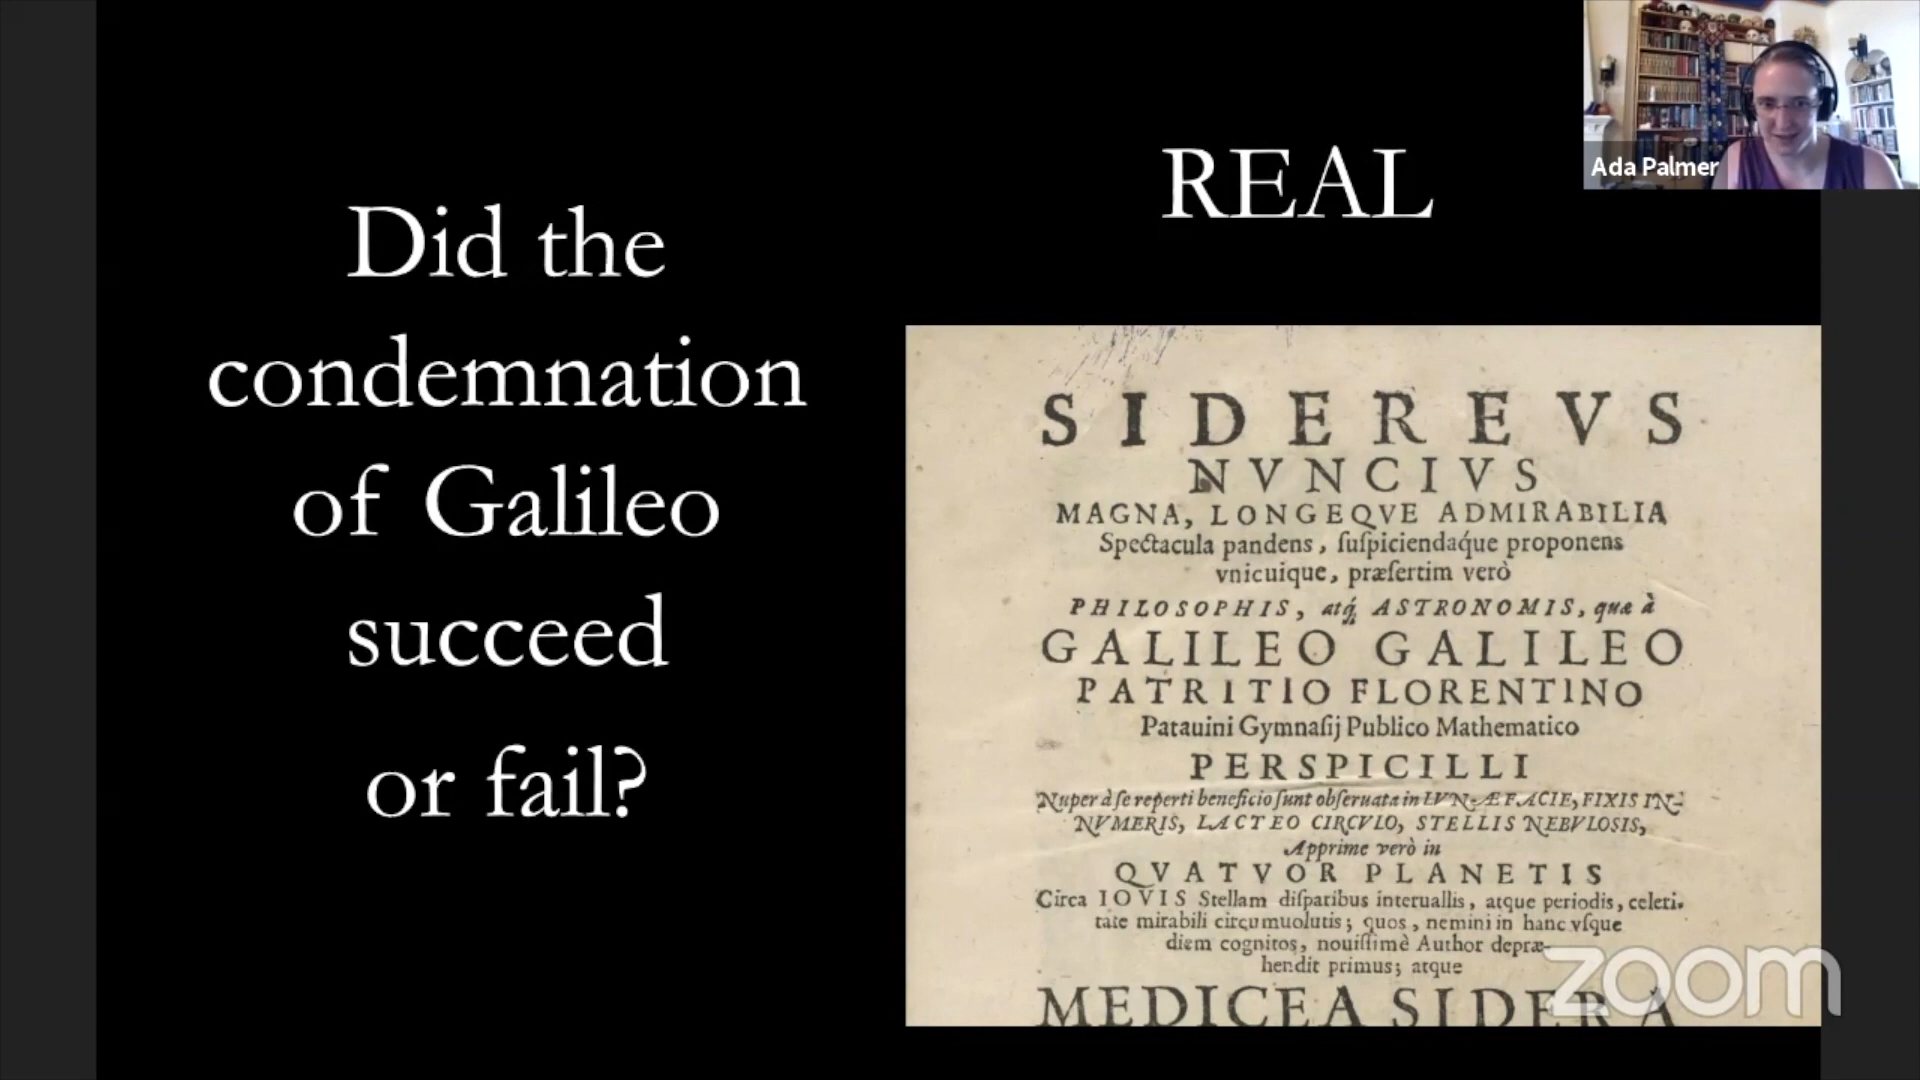 Did the
condemnation
of Galileo
succeed
or fail?
REAL
Ada Palmer
SIDEREVS
NVNCIVS
MAGNA, LONGEQVE ADMIRABILIA
Spectacula pandens, ſuſpiciendaq́ue proponens
vnicuique, præſertim verò
PHILOSOPHIS, atq́; ASTRONOMIS, quæ à
GALILEO GALILEO
PATRITIO FLORENTINO
Patauini Gymnaſij Publico Mathematico
PERSPICILLI
Nuper à ſe reperti beneficio ſunt obſeruata in LVNÆ FACIE, FIXIS IN-
NVMERIS, LACTEO CIRCVLO, STELLIS NEBVLOSIS,
Apprime verò in
QVATVOR PLANETIS
Circa IOVIS Stellam diſparibus interuallis, atque periodis, celeri-
tate mirabili circumuolutis; quos, nemini in hanc vſque
diem cognitos, nouiſſimè Author depræ-
hendit primus; atque
MEDICEA SIDERA
zoom